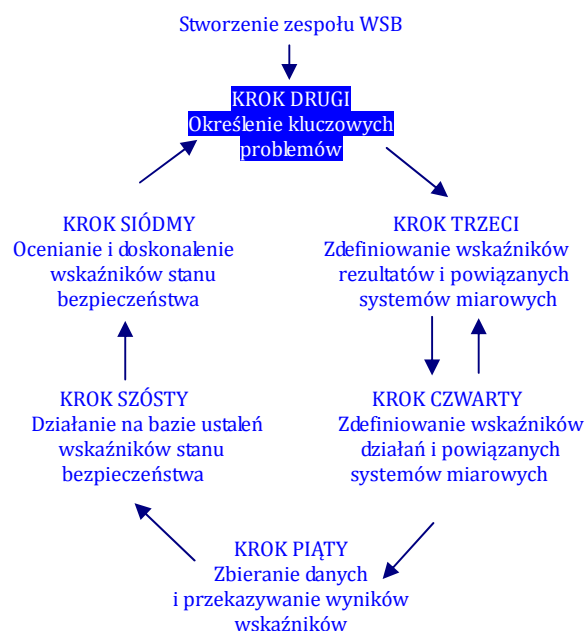 Stworzenie zespołu WSB
KROK DRUGI
Określenie kluczowych
problemów
KROK TRZECI
Zdefiniowanie wskaźników
rezultatów i powiązanych
systemów miarowych
KROK CZWARTY
Zdefiniowanie wskaźników
działań i powiązanych
systemów miarowych
KROK PIĄTY
Zbieranie danych
i przekazywanie wyników
wskaźników
KROK SZÓSTY
Działanie na bazie ustaleń
wskaźników stanu
bezpieczeństwa
KROK SIÓDMY
Ocenianie i doskonalenie
wskaźników stanu
bezpieczeństwa